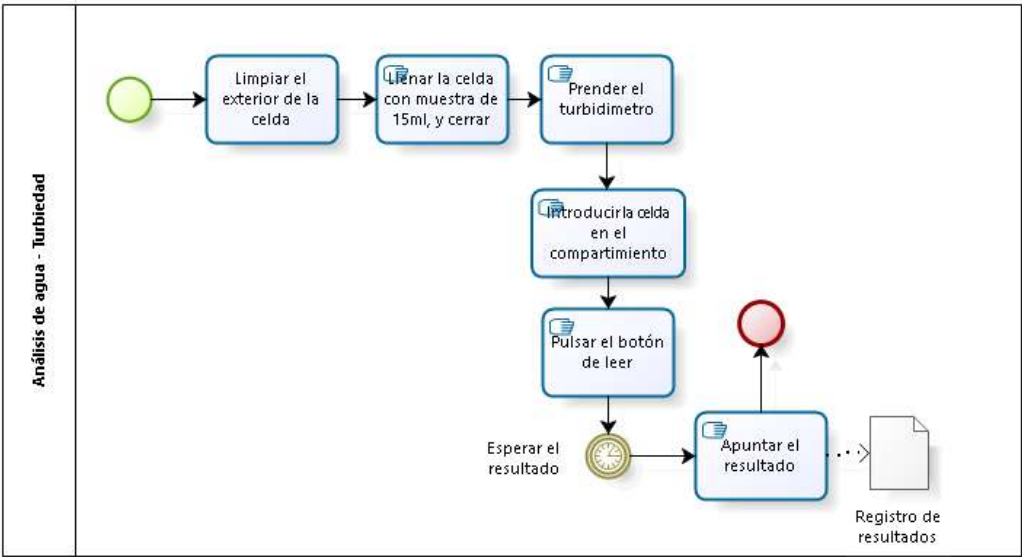 Análisis de agua - Turbiedad
Limpiar el
exterior de la
celda
Llenar la celda
con muestra de
15ml, y cerrar
Prender el
turbidimetro
Introducir la celda
en el
compartimiento
Pulsar el botón
de leer
Esperar el
resultado
Apuntar el
resultado
Registro de
resultados